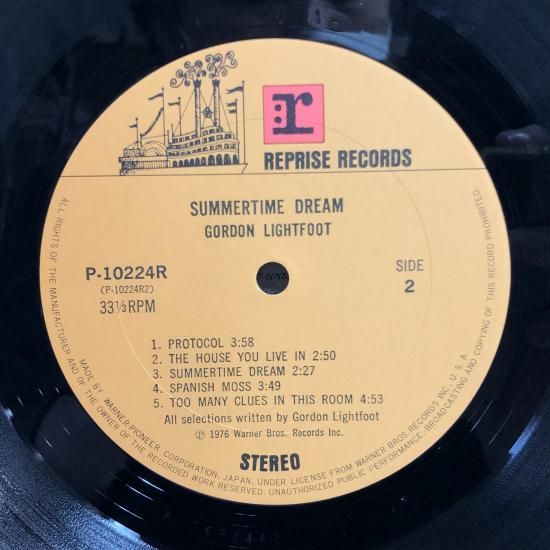 r
REPRISE RECORDS
SUMMERTIME DREAM
GORDON LIGHTFOOT
P-10224R
(P-10224R2)
33⅓RPM
SIDE
2
1. PROTOCOL 3:58
2. THE HOUSE YOU LIVE IN 2:50
3. SUMMERTIME DREAM 2:27
4. SPANISH MOSS 3:49
5. TOO MANY CLUES IN THIS ROOM 4:53
All selections written by Gordon Lightfoot
Ⓟ 1976 Warner Bros. Records Inc.
STEREO
MADE BY WARNER-PIONEER CORPORATION, JAPAN, UNDER LICENSE FROM WARNER BROS. RECORDS INC., U. S. A.
ALL RIGHTS OF THE MANUFACTURER AND OF THE OWNER OF THE RECORDED WORK RESERVED. UNAUTHORIZED PUBLIC PERFORMANCE, BROADCASTING AND COPYING OF THIS RECORD PROHIBITED.